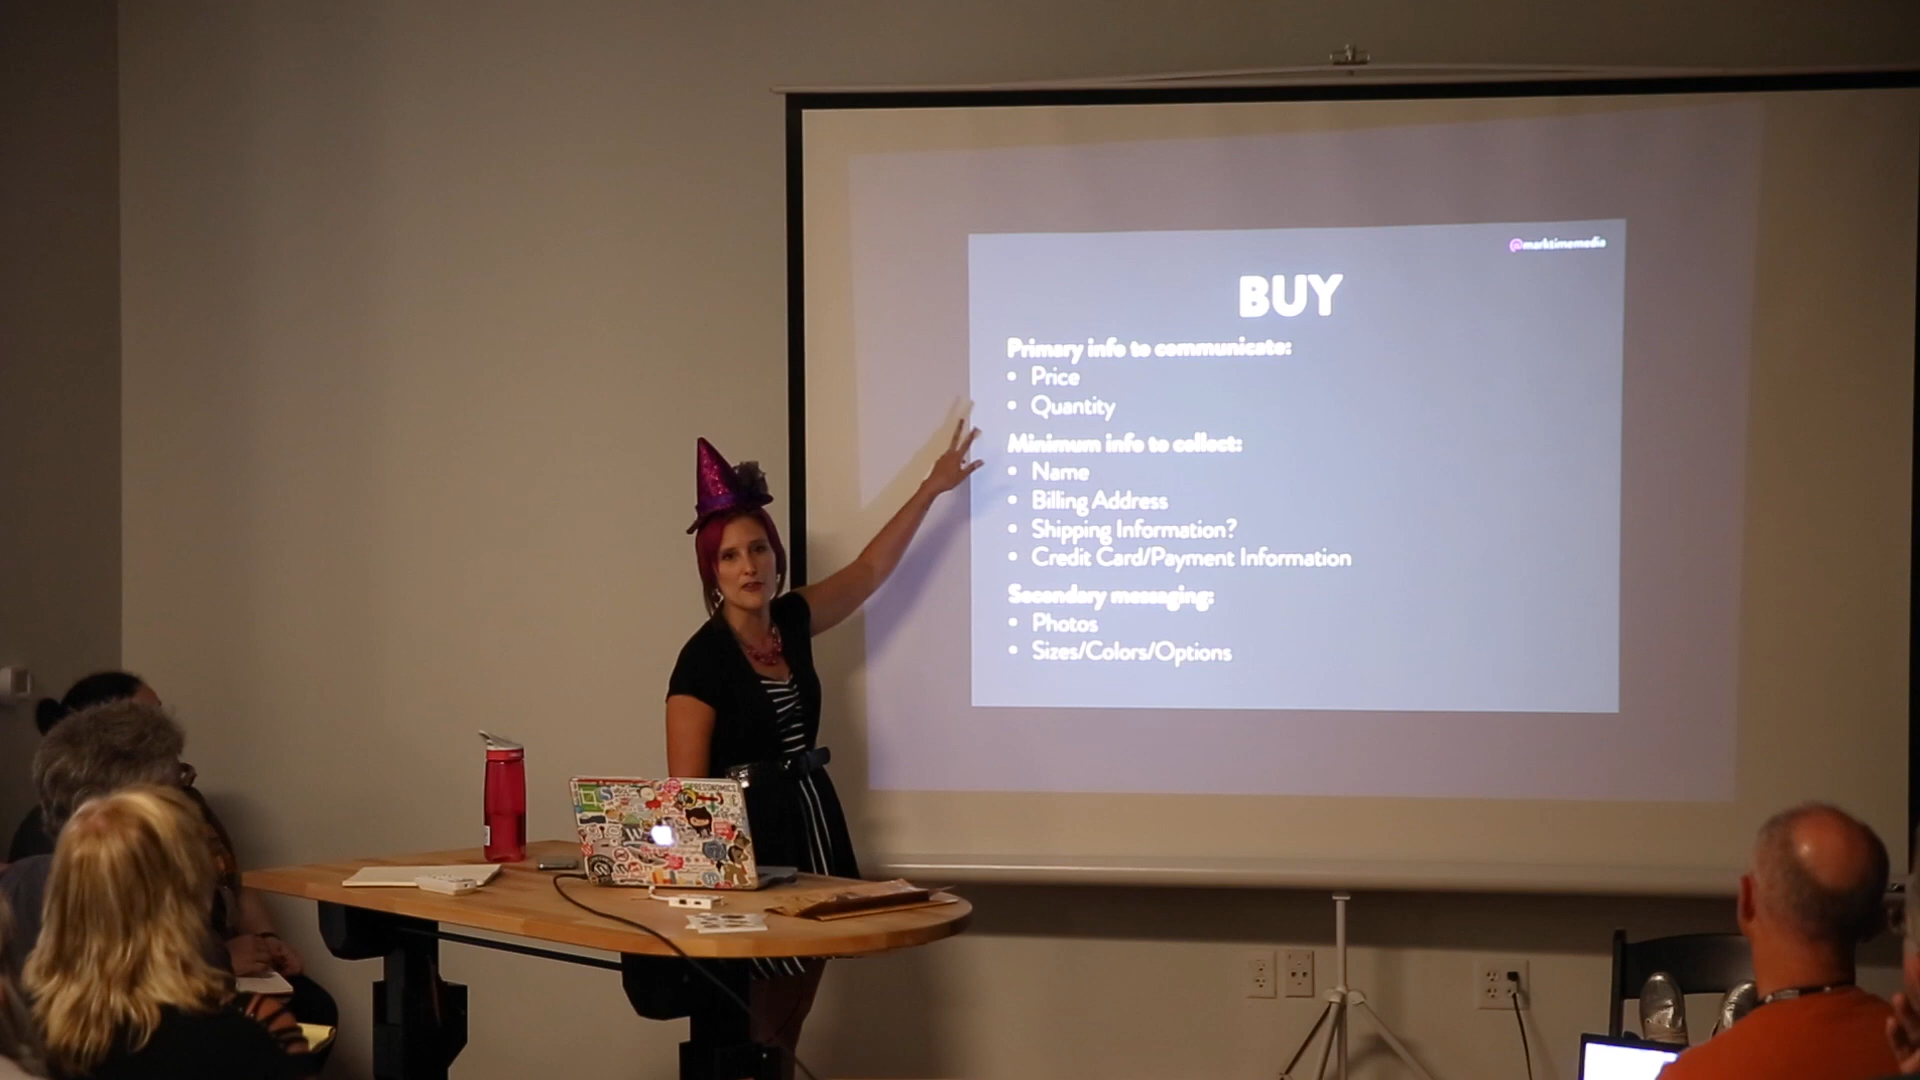 @marktimemedia
BUY
Primary info to communicate:
• Price
• Quantity
Minimum info to collect:
• Name
• Billing Address
• Shipping Information?
• Credit Card/Payment Information
Secondary messaging:
• Photos
• Sizes/Colors/Options